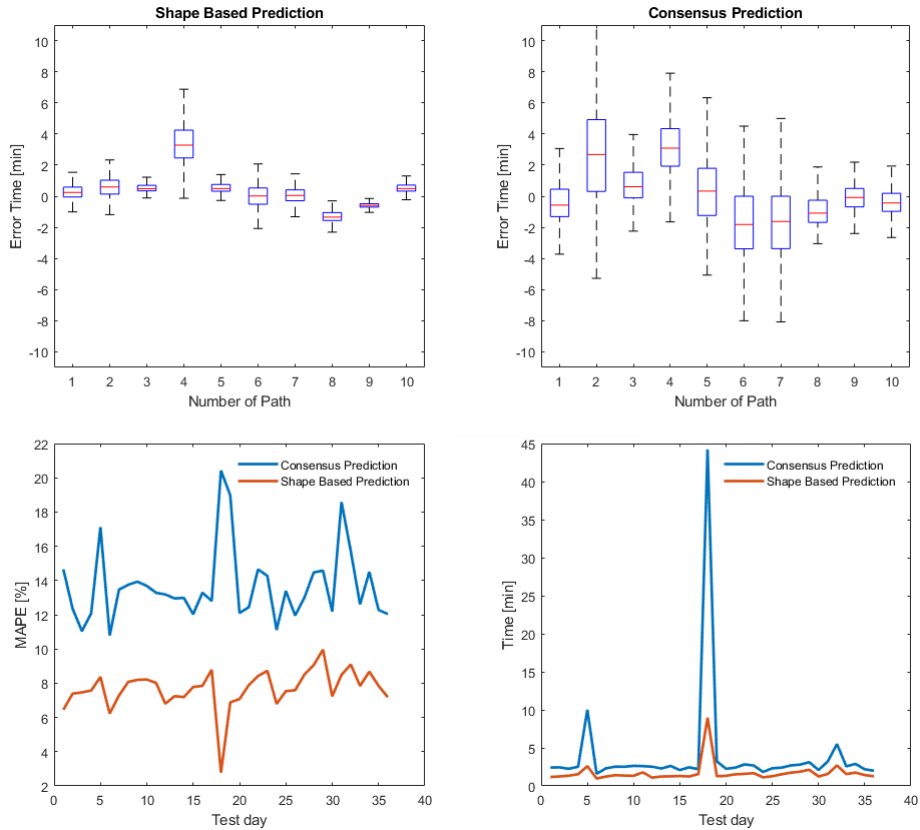 Shape Based Prediction
Error Time [min]
10
8
6
4
2
0
-2
-4
-6
-8
-10
1 2 3 4 5 6 7 8 9 10
Number of Path
Consensus Prediction
Error Time [min]
10
8
6
4
2
0
-2
-4
-6
-8
-10
1 2 3 4 5 6 7 8 9 10
Number of Path
MAPE [%]
22
20
18
16
14
12
10
8
6
4
2
Consensus Prediction
Shape Based Prediction
0 5 10 15 20 25 30 35 40
Test day
Time [min]
45
40
35
30
25
20
15
10
5
0
Consensus Prediction
Shape Based Prediction
0 5 10 15 20 25 30 35 40
Test day